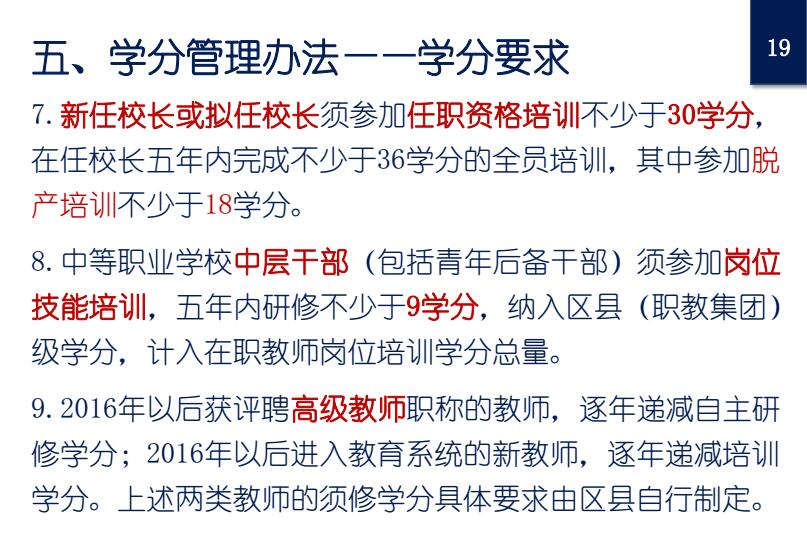 五、学分管理办法——学分要求
19
7.新任校长或拟任校长须参加任职资格培训不少于30学分，
在任校长五年内完成不少于36学分的全员培训，其中参加脱
产培训不少于18学分。
8.中等职业学校中层干部（包括青年后备干部）须参加岗位
技能培训，五年内研修不少于9学分，纳入区县（职教集团）
级学分，计入在职教师岗位培训学分总量。
9.2016年以后获评聘高级教师职称的教师，逐年递减自主研
修学分；2016年以后进入教育系统的新教师，逐年递减培训
学分。上述两类教师的须修学分具体要求由区县自行制定。